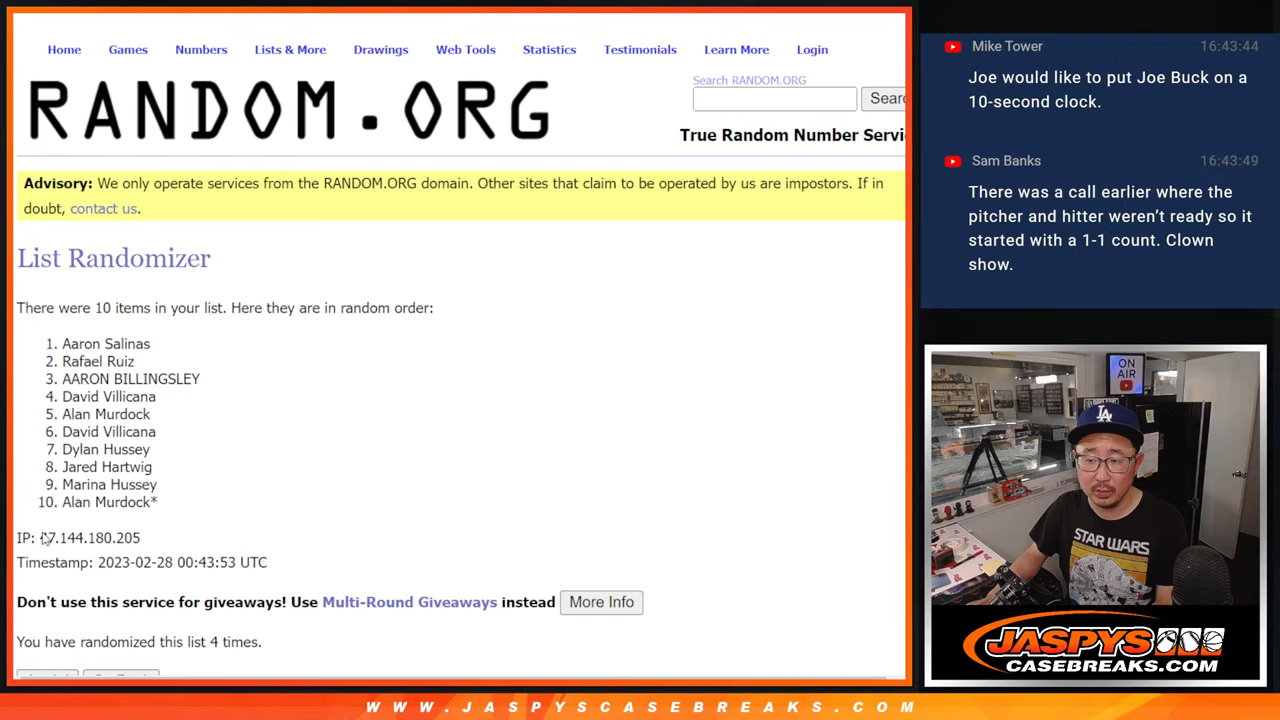 Home Games Numbers Lists & More Drawings Web Tools Statistics Testimonials Learn More Login
RANDOM.ORG
Search RANDOM.ORG
Searc
True Random Number Servi
Advisory: We only operate services from the RANDOM.ORG domain. Other sites that claim to be operated by us are impostors. If in
doubt, contact us.
List Randomizer
There were 10 items in your list. Here they are in random order:
1. Aaron Salinas
2. Rafael Ruiz
3. AARON BILLINGSLEY
4. David Villicana
5. Alan Murdock
6. David Villicana
7. Dylan Hussey
8. Jared Hartwig
9. Marina Hussey
10. Alan Murdock*
IP: 7.144.180.205
Timestamp: 2023-02-28 00:43:53 UTC
Don't use this service for giveaways! Use Multi-Round Giveaways instead More Info
You have randomized this list 4 times.
Mike Tower 16:43:44
Joe would like to put Joe Buck on a
10-second clock.
Sam Banks 16:43:49
There was a call earlier where the
pitcher and hitter weren't ready so it
started with a 1-1 count. Clown
show.
ON
AIR
LA
STAR WARS
JASPYS
CASEBREAKS.COM
WWW.JASPYSCASEBREAKS.COM